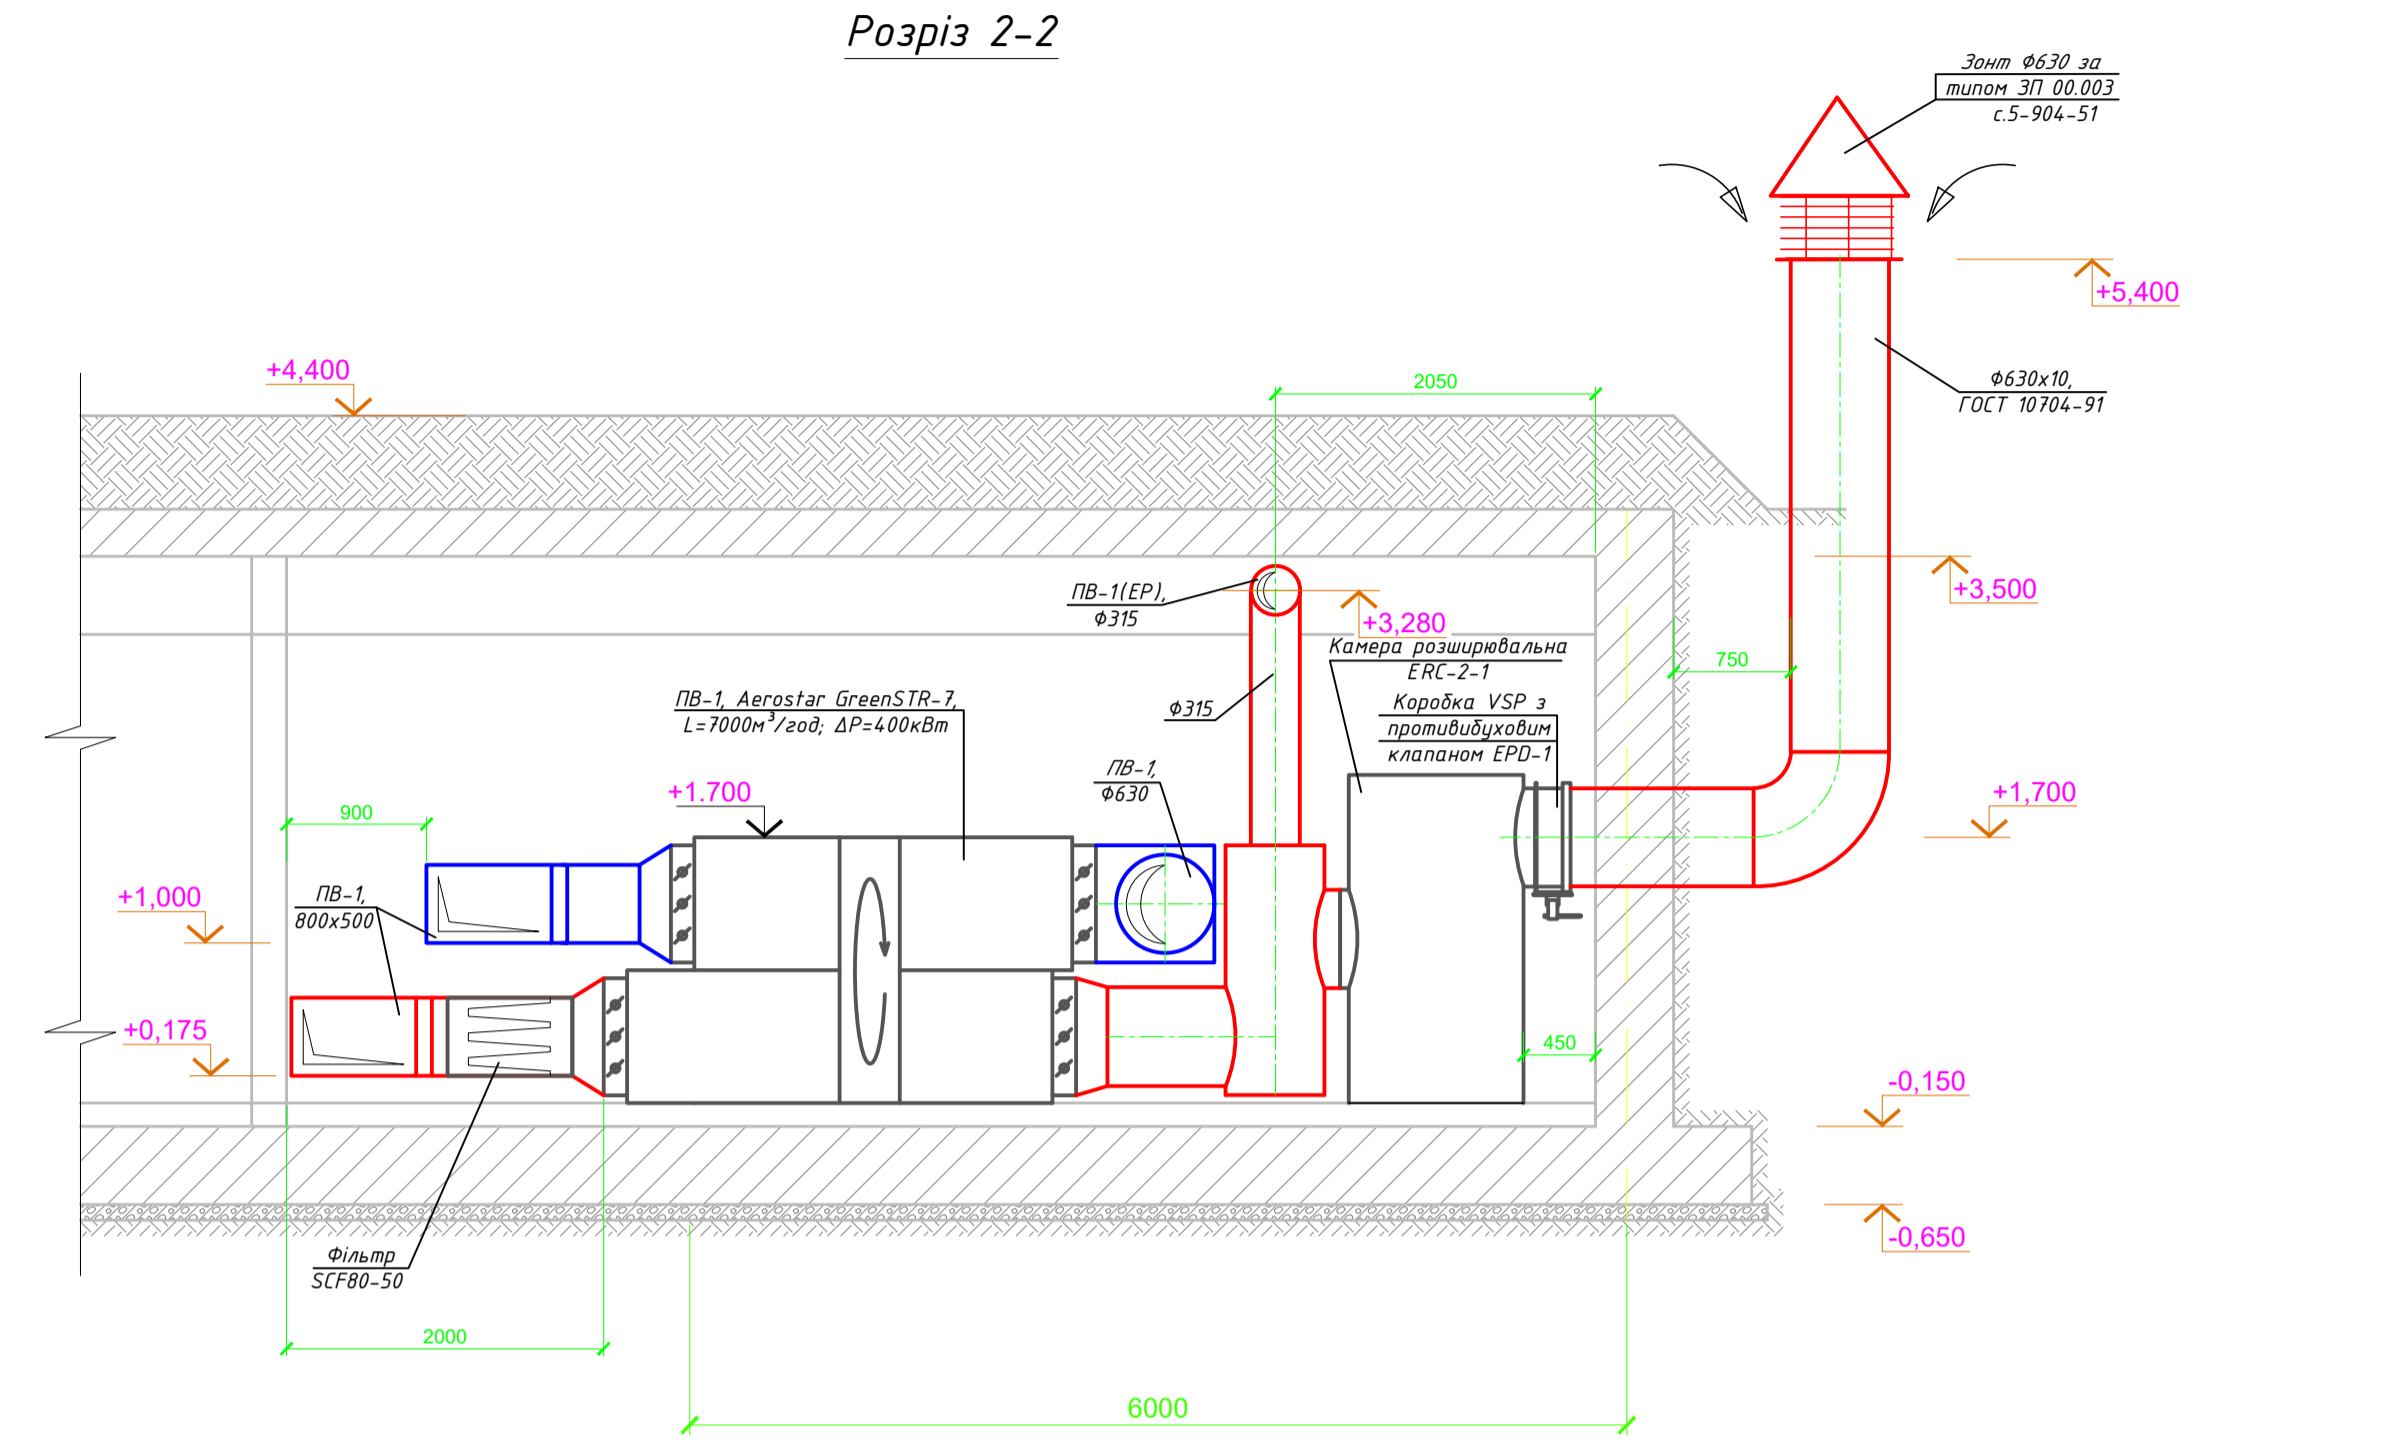 Розріз 2-2
Зонт Ф630 за
типом ЗП 00.003
с.5-904-51
+5,400
Ф630х10,
ГОСТ 10704-91
+4,400
2050
+3,500
ПВ-1(ЕР),
Ф315
+3,280
Камера розширювальна
ERC-2-1
750
ПВ-1, Aerostar GreenSTR-7,
L=7000м³/год; ΔP=400кВт
Ф315
Коробка VSP з
противибуховим
клапаном EPD-1
ПВ-1,
Ф630
+1.700
+1,700
900
ПВ-1,
800х500
+1,000
+0,175
450
-0,150
-0,650
Фільтр
SCF80-50
2000
6000